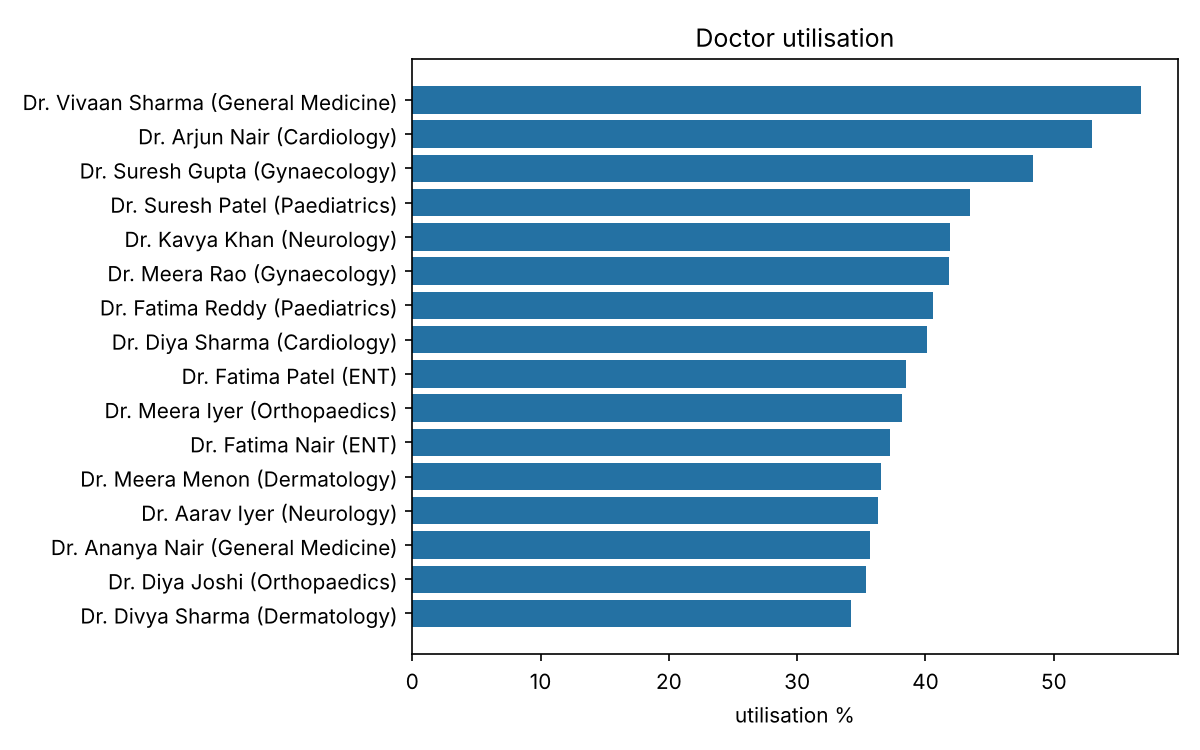 Doctor utilisation
Dr. Vivaan Sharma (General Medicine)
Dr. Arjun Nair (Cardiology)
Dr. Suresh Gupta (Gynaecology)
Dr. Suresh Patel (Paediatrics)
Dr. Kavya Khan (Neurology)
Dr. Meera Rao (Gynaecology)
Dr. Fatima Reddy (Paediatrics)
Dr. Diya Sharma (Cardiology)
Dr. Fatima Patel (ENT)
Dr. Meera Iyer (Orthopaedics)
Dr. Fatima Nair (ENT)
Dr. Meera Menon (Dermatology)
Dr. Aarav Iyer (Neurology)
Dr. Ananya Nair (General Medicine)
Dr. Diya Joshi (Orthopaedics)
Dr. Divya Sharma (Dermatology)
0 10 20 30 40 50
utilisation %